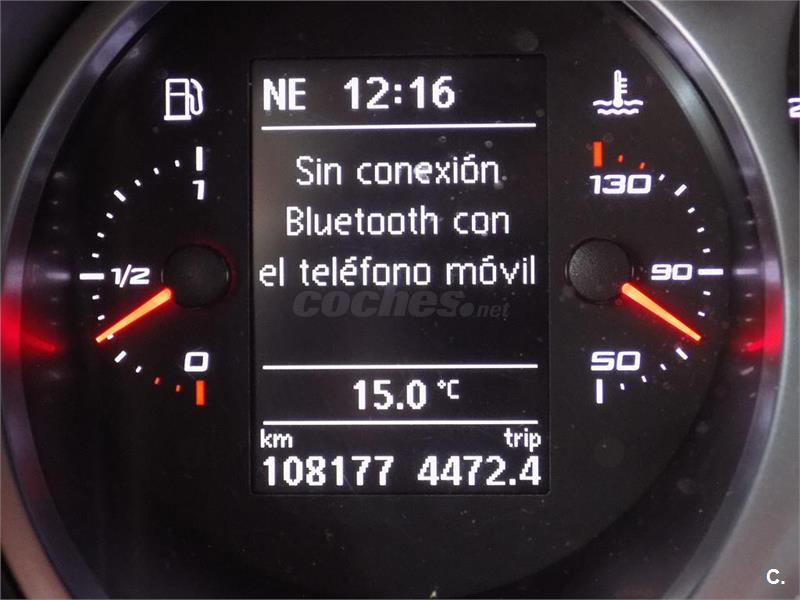 NE 12:16
Sin conexión
Bluetooth con
el teléfono móvil
coches.net
15.0 °C
km trip
108177 4472.4
1
1/2
0
130
90
50
2
C.